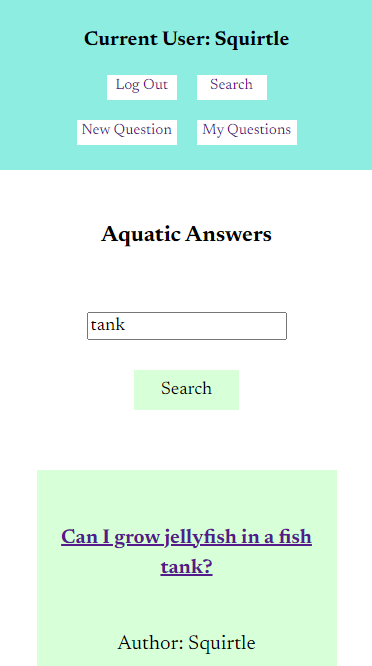 Current User: Squirtle
Log Out
Search
New Question
My Questions
Aquatic Answers
tank
Search
Can I grow jellyfish in a fish
tank?
Author: Squirtle